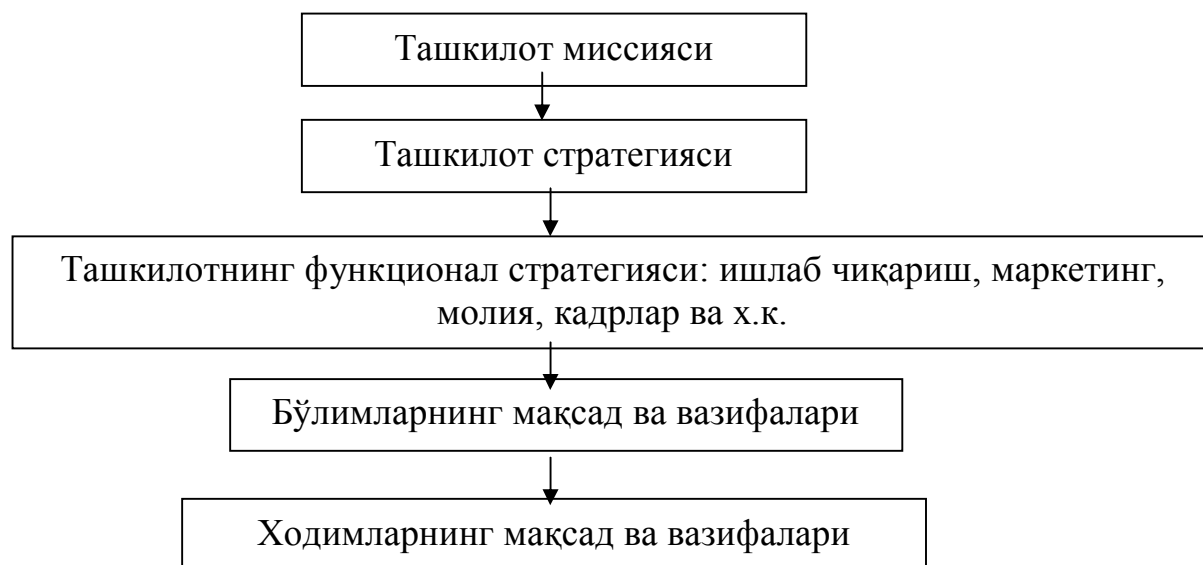 Ташкилот миссияси
Ташкилот стратегияси
Ташкилотнинг функционал стратегияси: ишлаб чиқариш, маркетинг,
молия, кадрлар ва х.к.
Бўлимларнинг мақсад ва вазифалари
Ходимларнинг мақсад ва вазифалари